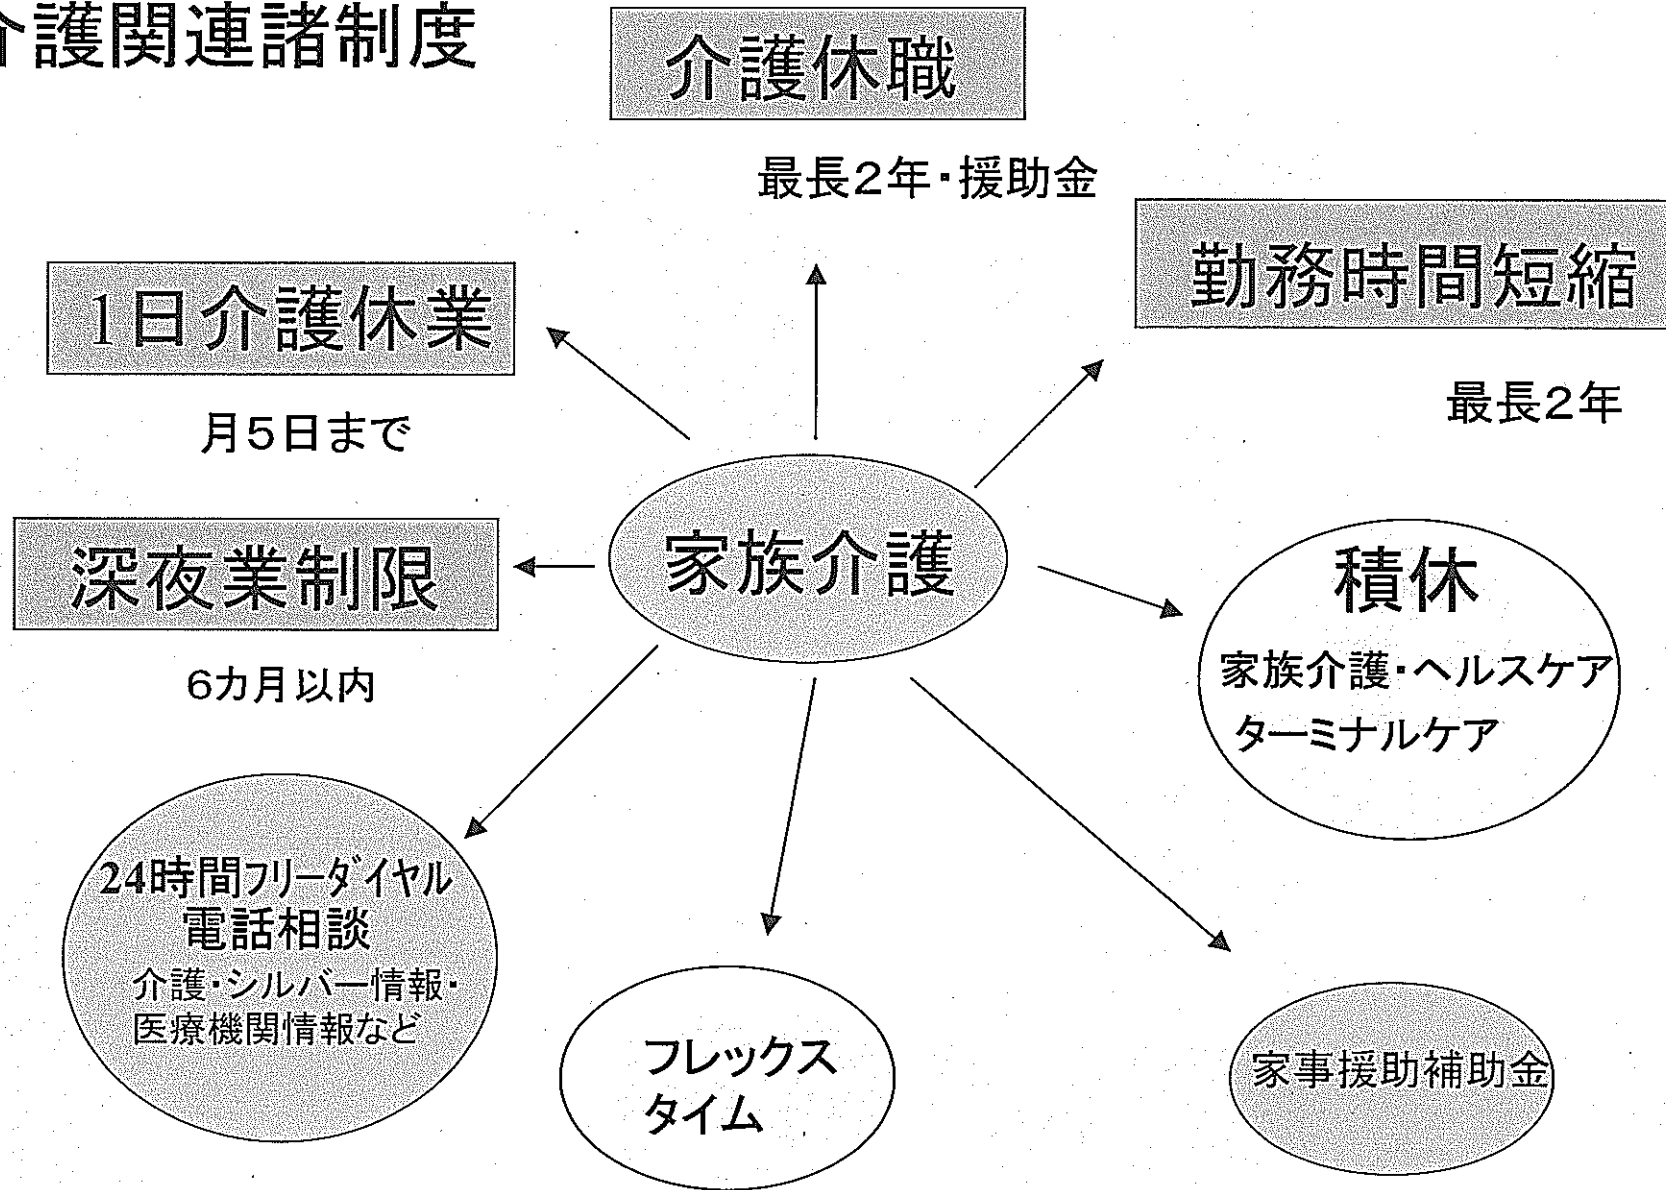 介護関連諸制度
介護休職
最長2年・援助金
勤務時間短縮
最長2年
1日介護休業
月5日まで
深夜業制限
6カ月以内
家族介護
積休
家族介護・ヘルスケア
ターミナルケア
24時間フリーダイヤル
電話相談
介護・シルバー情報・
医療機関情報など
フレックス
タイム
家事援助補助金